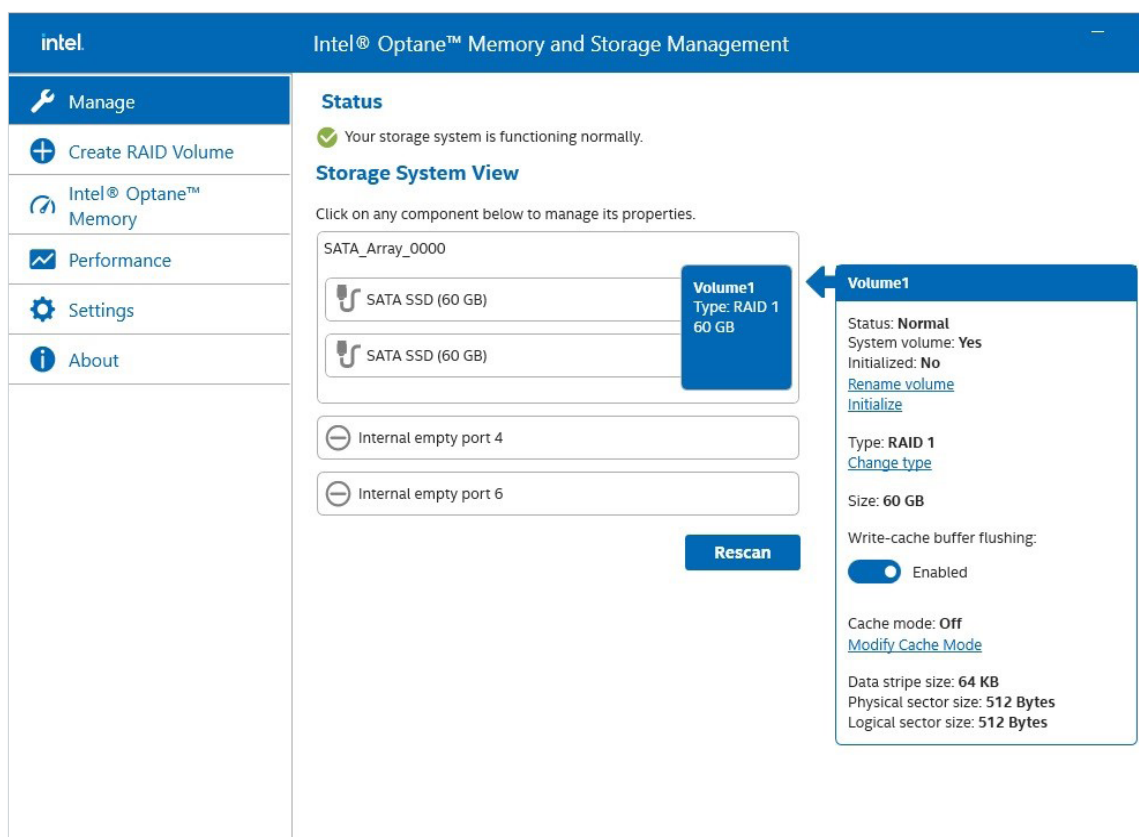 intel.
Intel® Optane™ Memory and Storage Management
Manage
Create RAID Volume
Intel® Optane™
Memory
Performance
Settings
About
Status
Your storage system is functioning normally.
Storage System View
Click on any component below to manage its properties.
SATA_Array_0000
SATA SSD (60 GB)
SATA SSD (60 GB)
Volume1
Type: RAID 1
60 GB
Internal empty port 4
Internal empty port 6
Rescan
Volume1
Status: Normal
System volume: Yes
Initialized: No
Rename volume
Initialize
Type: RAID 1
Change type
Size: 60 GB
Write-cache buffer flushing:
Enabled
Cache mode: Off
Modify Cache Mode
Data stripe size: 64 KB
Physical sector size: 512 Bytes
Logical sector size: 512 Bytes